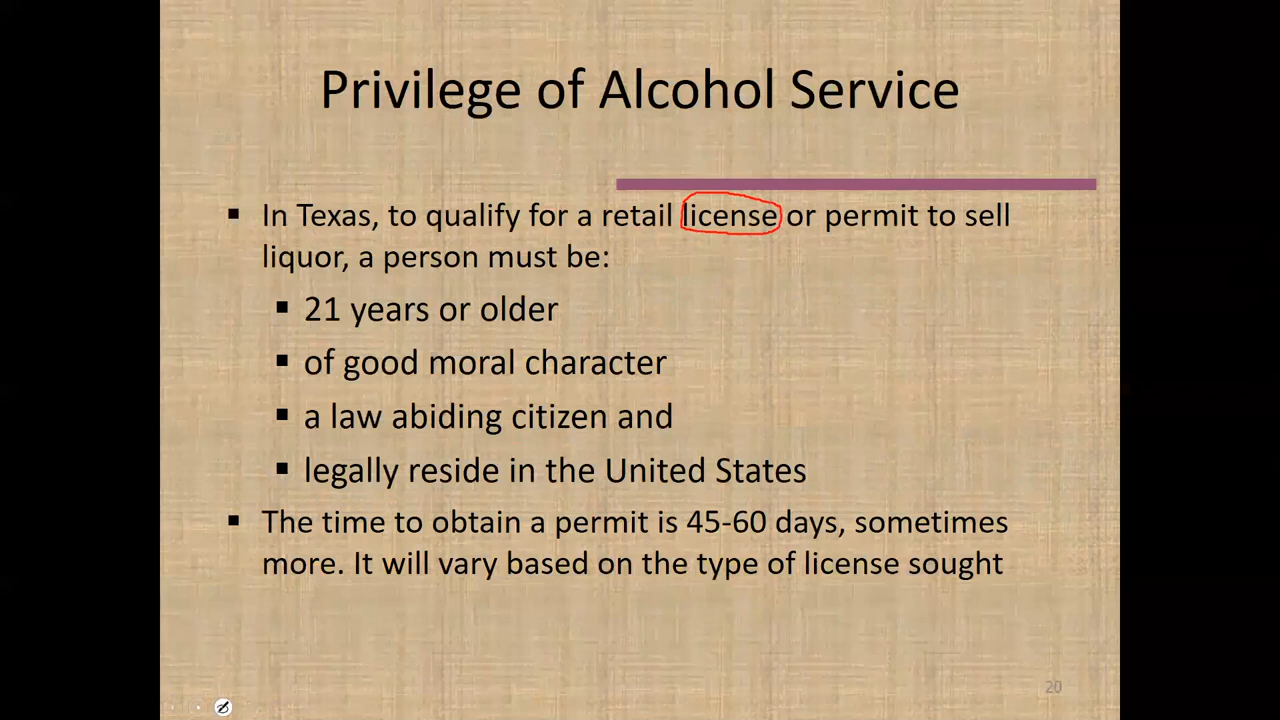 Privilege of Alcohol Service
▪ In Texas, to qualify for a retail license or permit to sell
liquor, a person must be:
▪ 21 years or older
▪ of good moral character
▪ a law abiding citizen and
▪ legally reside in the United States
▪ The time to obtain a permit is 45-60 days, sometimes
more. It will vary based on the type of license sought
20